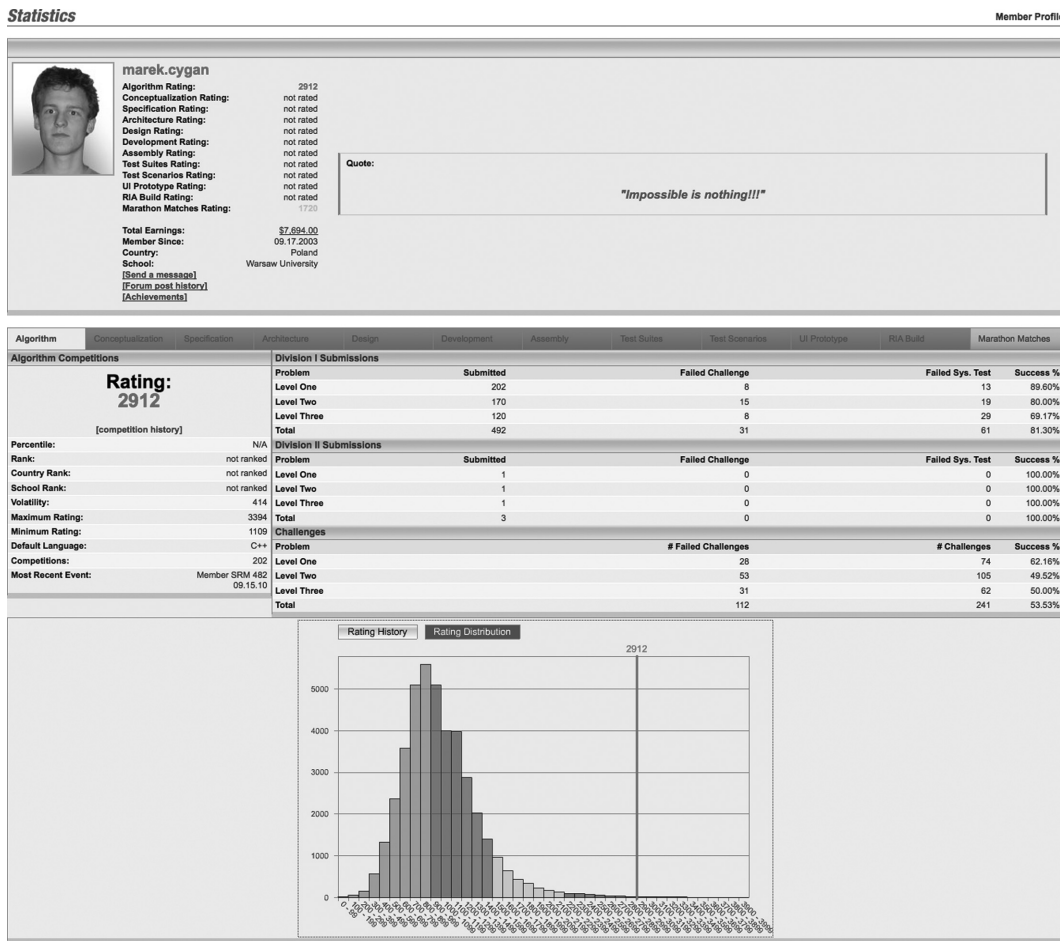 Statistics
Member Profile
marek.cygan
Algorithm Rating: 2912
Conceptualization Rating: not rated
Specification Rating: not rated
Architecture Rating: not rated
Design Rating: not rated
Development Rating: not rated
Assembly Rating: not rated
Test Suites Rating: not rated
Test Scenarios Rating: not rated
UI Prototype Rating: not rated
RIA Build Rating: not rated
Marathon Matches Rating: 1720
Total Earnings: $7,694.00
Member Since: 09.17.2003
Country: Poland
School: Warsaw University
[Send a message]
[Forum post history]
[Achievements]
Quote:
"Impossible is nothing!!!"
Algorithm Conceptualization Specification Architecture Design Development Assembly Test Suites Test Scenarios UI Prototype RIA Build Marathon Matches
Algorithm Competitions
Rating:
2912
[competition history]
Percentile: N/A
Rank: not ranked
Country Rank: not ranked
School Rank: not ranked
Volatility: 414
Maximum Rating: 3394
Minimum Rating: 1109
Default Language: C++
Competitions: 202
Most Recent Event: Member SRM 482
09.15.10
Division I Submissions
Problem Submitted Failed Challenge Failed Sys. Test Success %
Level One 202 8 13 89.60%
Level Two 170 15 19 80.00%
Level Three 120 8 29 69.17%
Total 492 31 61 81.30%
Division II Submissions
Problem Submitted Failed Challenge Failed Sys. Test Success %
Level One 1 0 0 100.00%
Level Two 1 0 0 100.00%
Level Three 1 0 0 100.00%
Total 3 0 0 100.00%
Challenges
Problem # Failed Challenges # Challenges Success %
Level One 28 74 62.16%
Level Two 53 105 49.52%
Level Three 31 62 50.00%
Total 112 241 53.53%
Rating History Rating Distribution
2912
5000
4000
3000
2000
1000
0
0 - 99